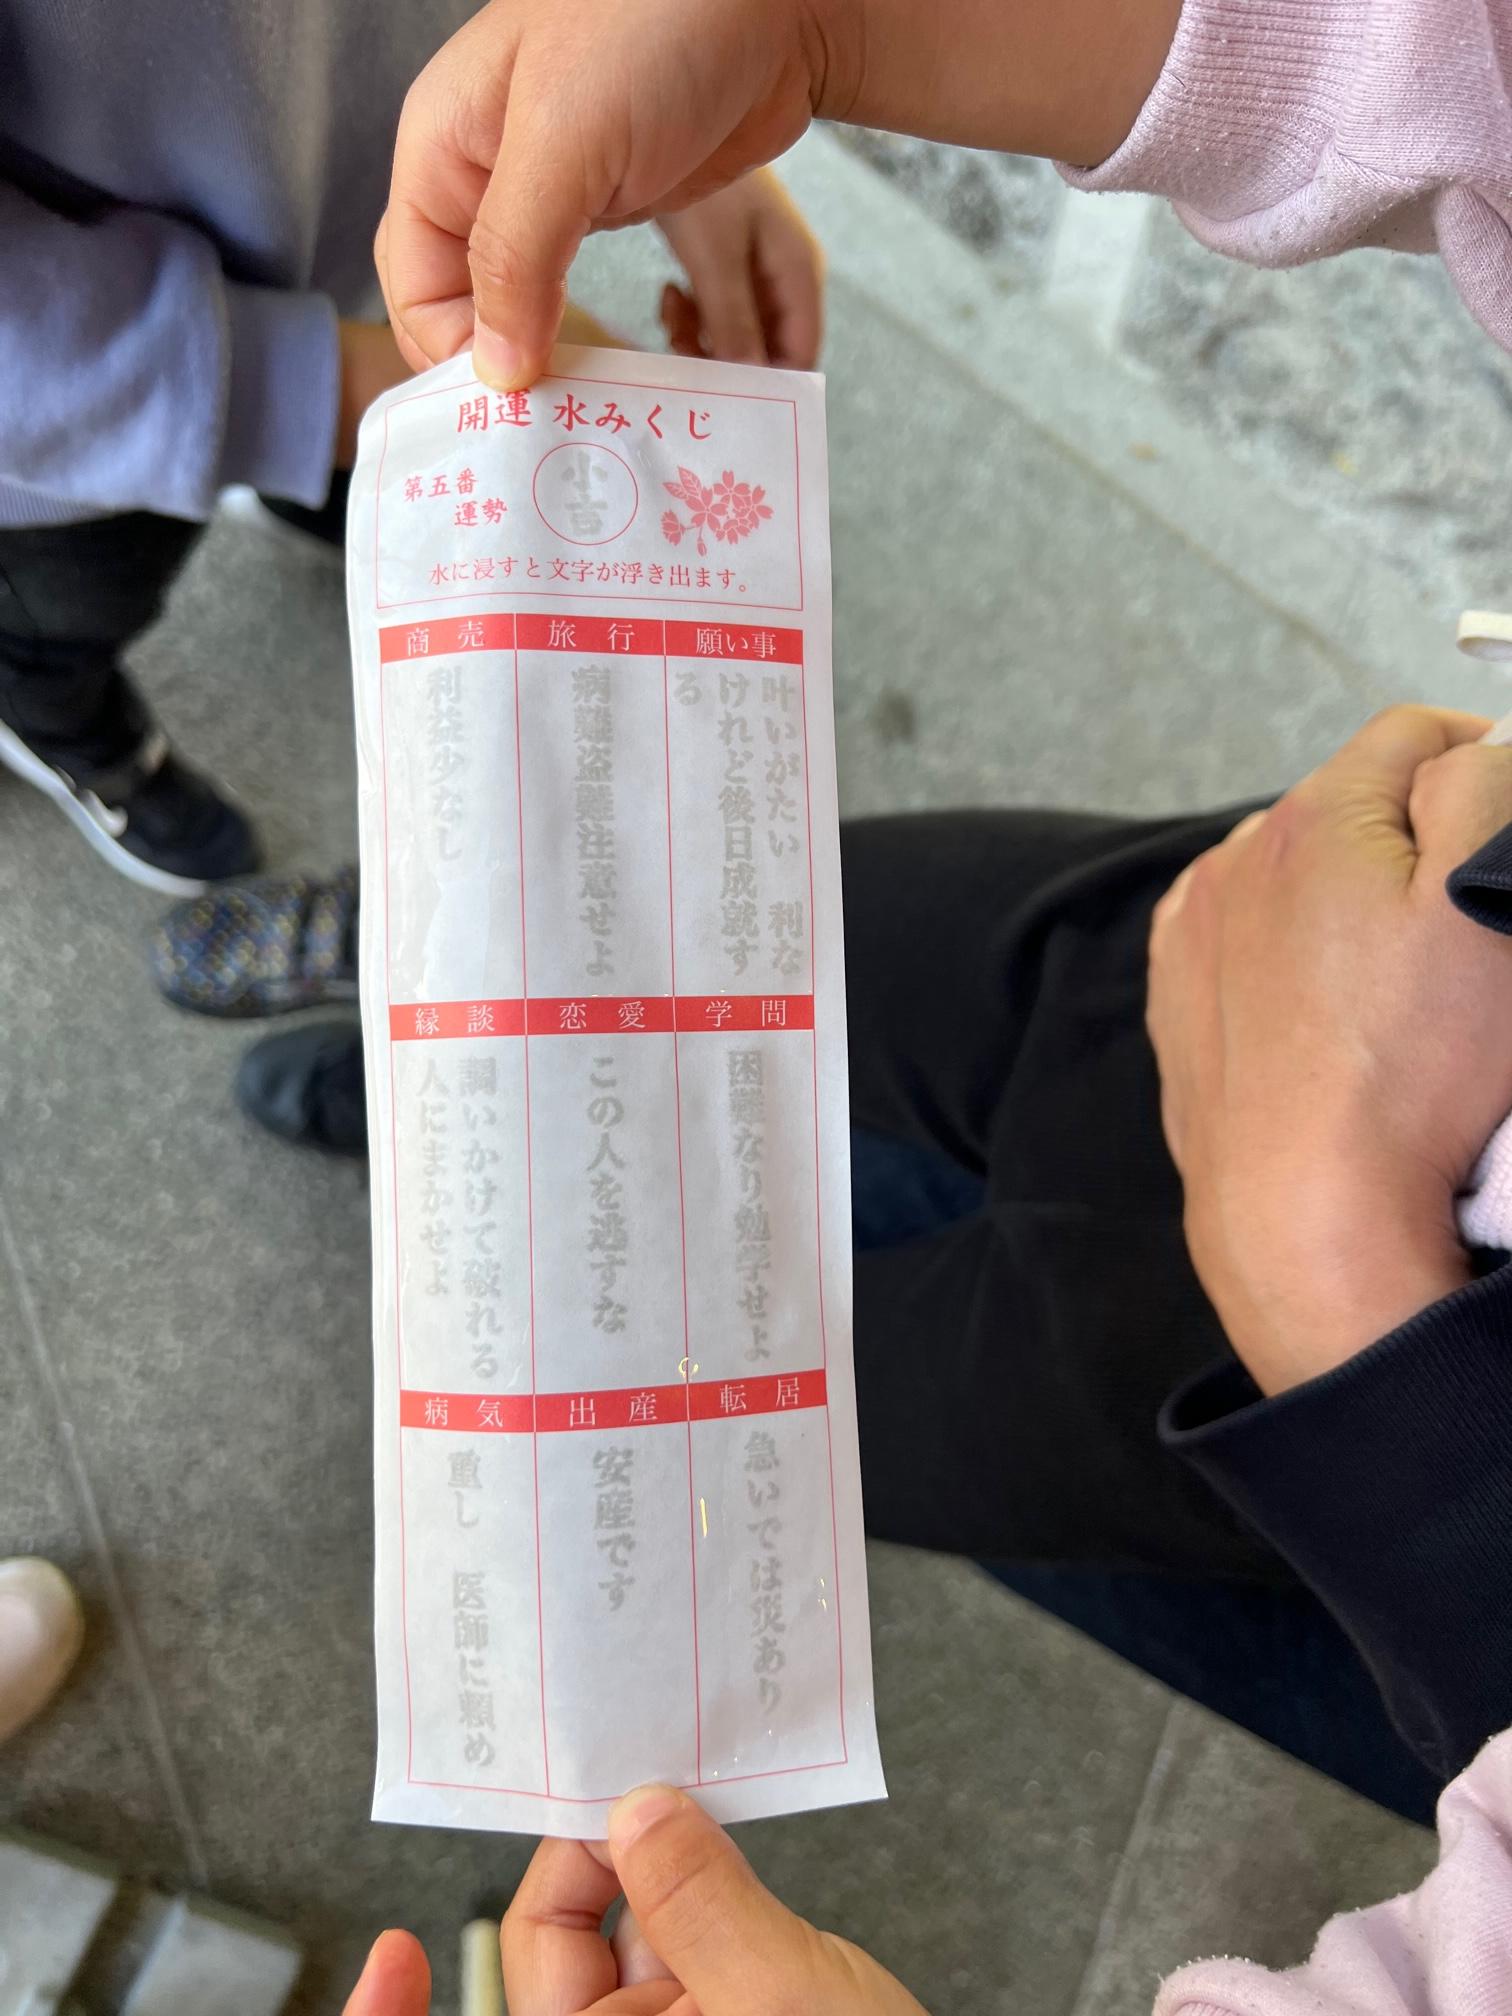 開運 水みくじ
第五番
運勢
小吉
水に浸すと文字が浮き出ます。
願い事
叶いがたい 利な
けれど後日成就す
る
旅 行
病難盗難注意せよ
商 売
利益少なし
学 問
困難なり勉学せよ
恋 愛
この人を逃すな
縁 談
調いかけて破れる
人にまかせよ
転 居
急いでは災あり
出 産
安産です
病 気
重し 医師に頼め